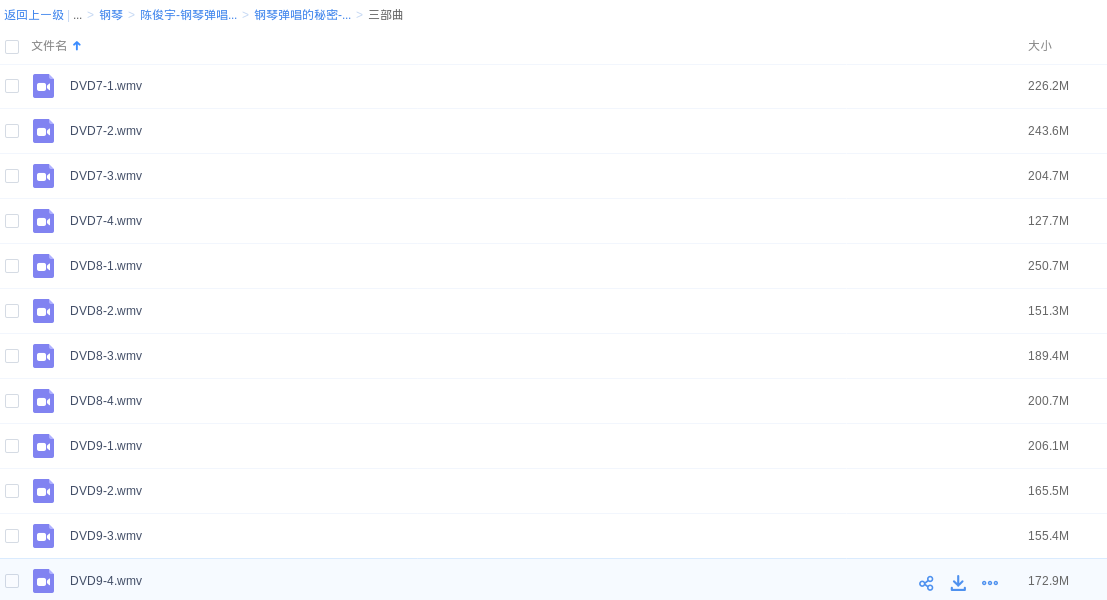 返回上一级 | ... > 钢琴 > 陈俊宇-钢琴弹唱... > 钢琴弹唱的秘密-... > 三部曲
文件名 大小
DVD7-1.wmv 226.2M
DVD7-2.wmv 243.6M
DVD7-3.wmv 204.7M
DVD7-4.wmv 127.7M
DVD8-1.wmv 250.7M
DVD8-2.wmv 151.3M
DVD8-3.wmv 189.4M
DVD8-4.wmv 200.7M
DVD9-1.wmv 206.1M
DVD9-2.wmv 165.5M
DVD9-3.wmv 155.4M
DVD9-4.wmv 172.9M